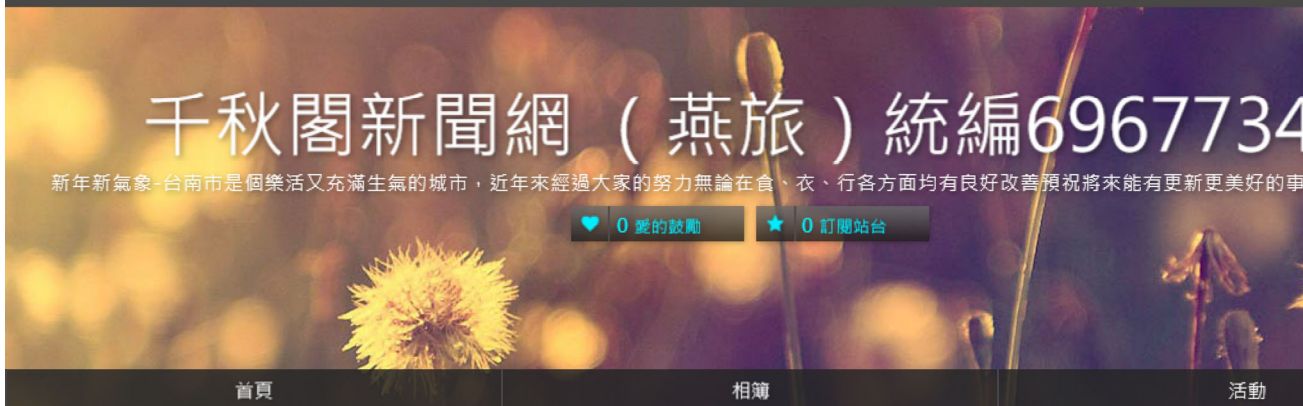 千秋閣新聞網 （燕旅）統編6967734
新年新氣象-台南市是個樂活又充滿生氣的城市，近年來經過大家的努力無論在食、衣、行各方面均有良好改善預祝將來能有更新更美好的事
0 愛的鼓勵 0 訂閱站台
首頁 相簿 活動